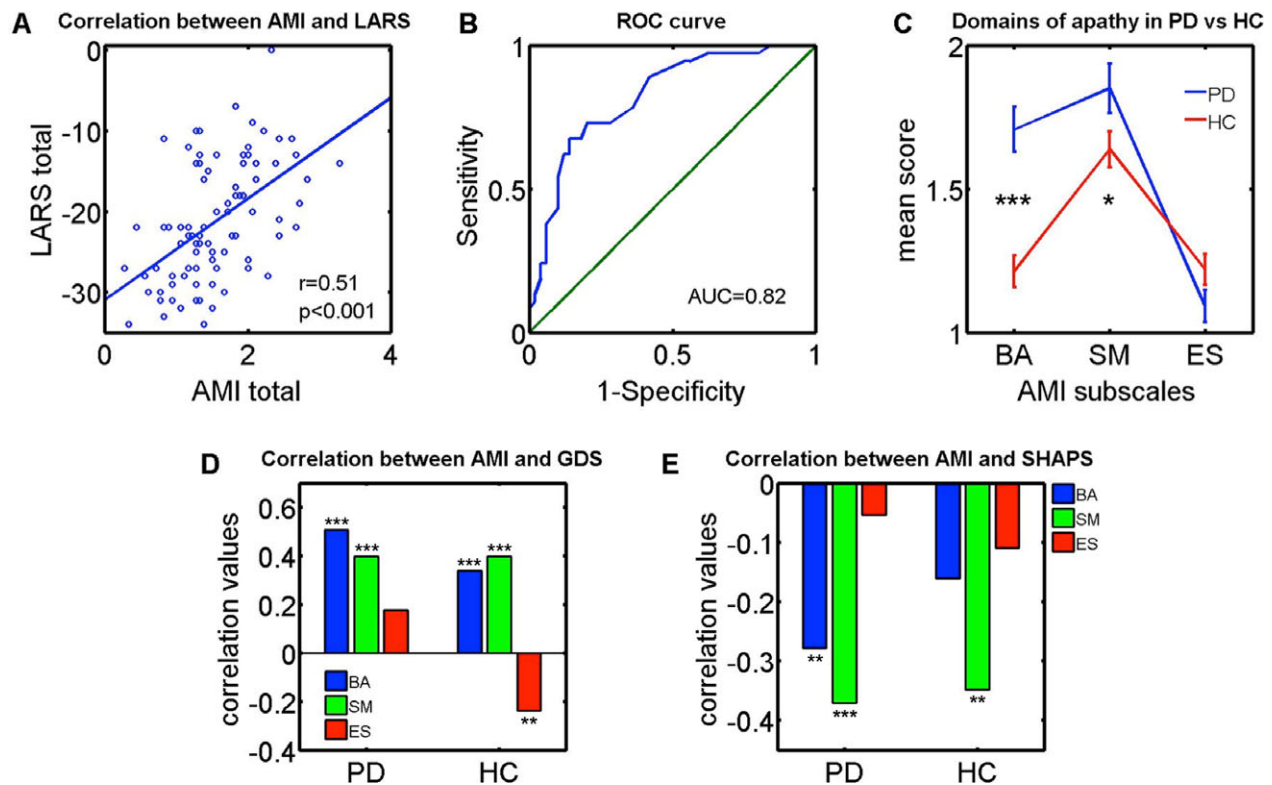 A Correlation between AMI and LARS
0
-10
-20
-30
LARS total
r=0.51
p<0.001
0 2 4
AMI total
B ROC curve
1
0.5
0
Sensitivity
AUC=0.82
0 0.5 1
1-Specificity
C Domains of apathy in PD vs HC
2
1.5
1
mean score
PD
HC
***
*
BA SM ES
AMI subscales
D Correlation between AMI and GDS
0.6
0.4
0.2
0
-0.2
-0.4
correlation values
***
***
***
***
**
BA
SM
ES
PD HC
E Correlation between AMI and SHAPS
0
-0.1
-0.2
-0.3
-0.4
correlation values
**
***
**
BA
SM
ES
PD HC